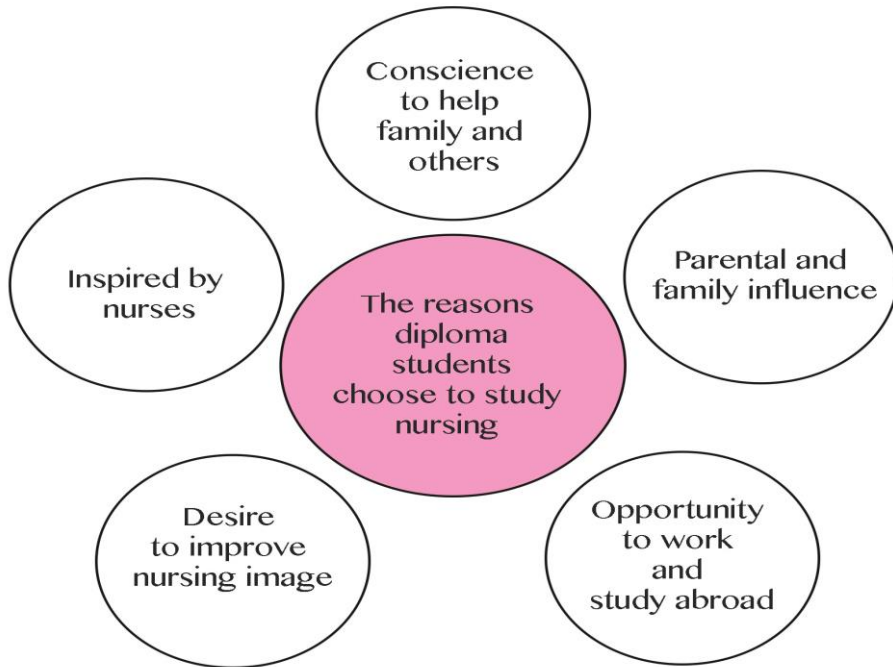 Conscience
to help
family and
others
Inspired by
nurses
Parental and
family influence
The reasons
diploma
students
choose to study
nursing
Desire
to improve
nursing image
Opportunity
to work
and
study abroad